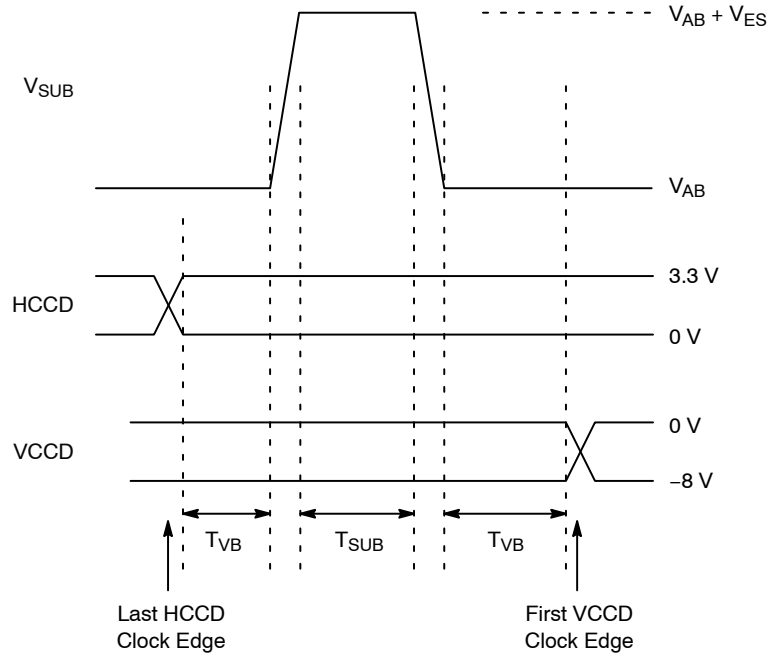 V_AB + V_ES
V_SUB
V_AB
3.3 V
HCCD
0 V
0 V
VCCD
−8 V
T_VB
T_SUB
T_VB
Last HCCD
Clock Edge
First VCCD
Clock Edge